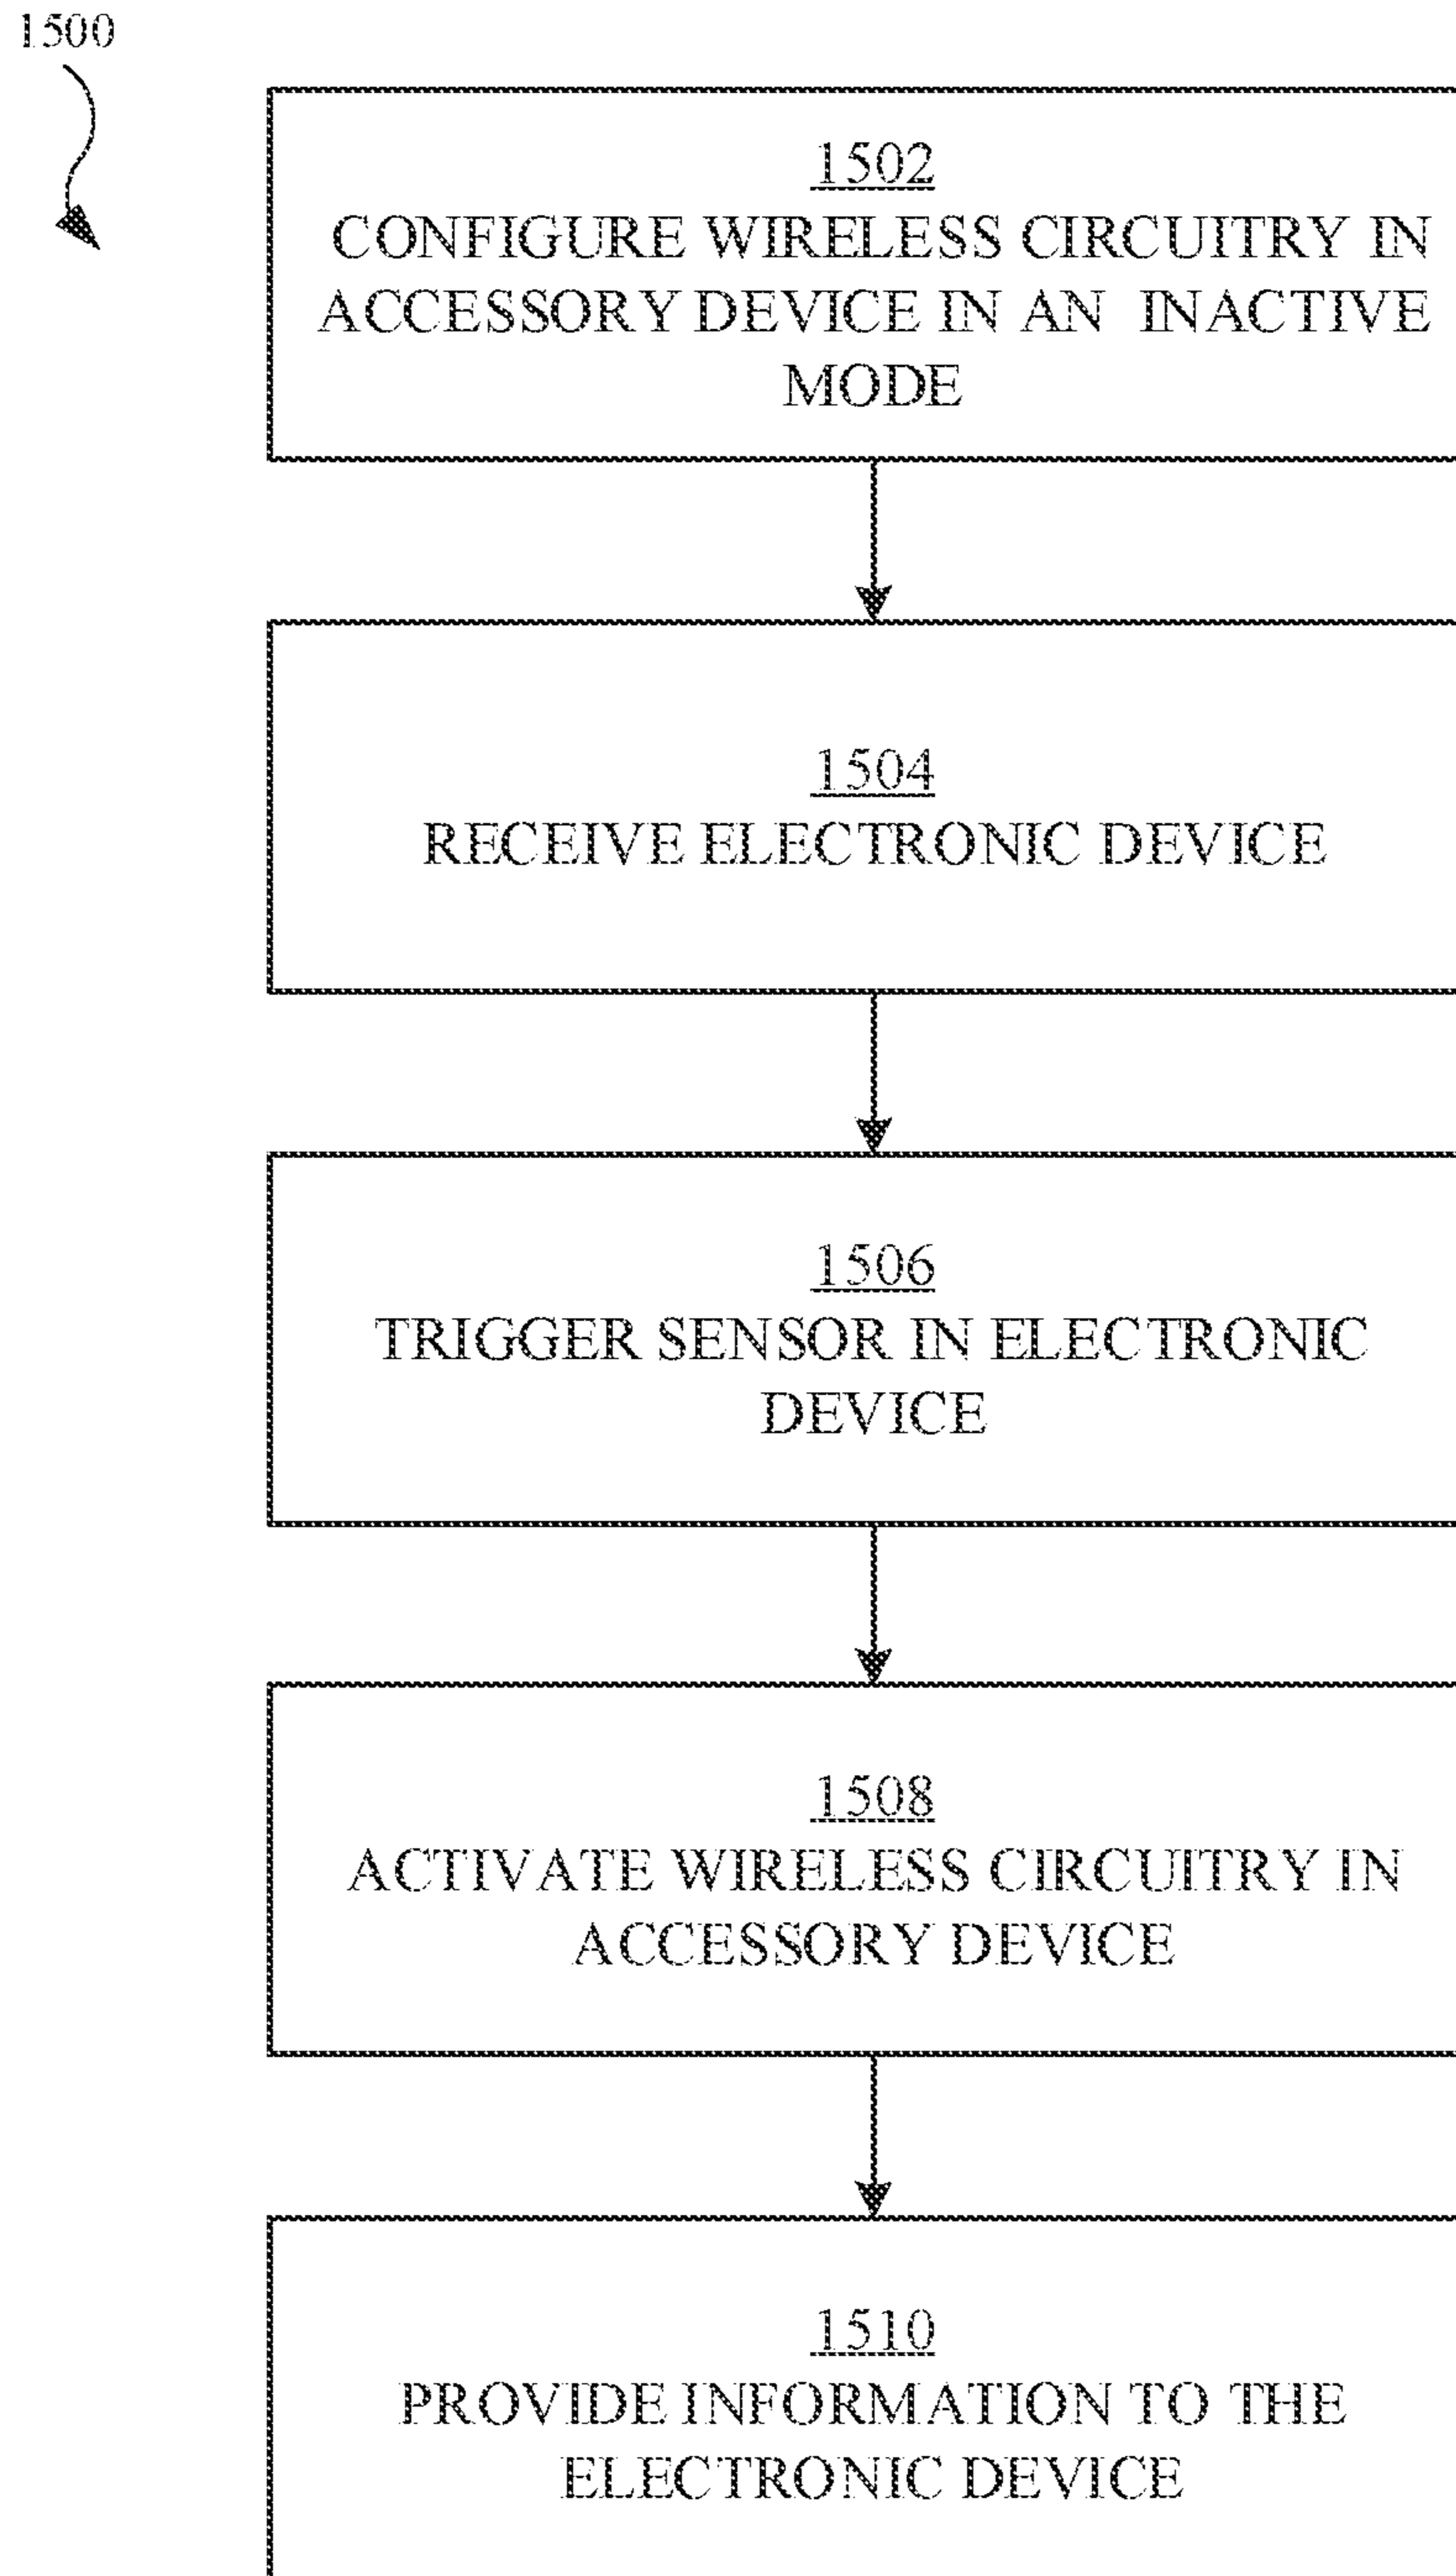 1500
1502
CONFIGURE WIRELESS CIRCUITRY IN
ACCESSORY DEVICE IN AN INACTIVE
MODE
1504
RECEIVE ELECTRONIC DEVICE
1506
TRIGGER SENSOR IN ELECTRONIC
DEVICE
1508
ACTIVATE WIRELESS CIRCUITRY IN
ACCESSORY DEVICE
1510
PROVIDE INFORMATION TO THE
ELECTRONIC DEVICE